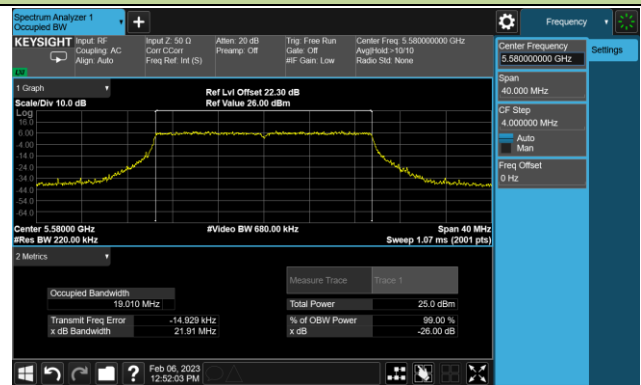 Spectrum Analyzer 1
Occupied BW
+
Frequency
KEYSIGHT
Input: RF
Coupling: AC
Align: Auto
Input Z: 50 Ω
Corr CCorr
Freq Ref: Int (S)
Atten: 20 dB
Preamp: Off
Trig: Free Run
Gate: Off
#IF Gain: Low
Center Freq: 5.580000000 GHz
Avg|Hold:>10/10
Radio Std: None
Center Frequency
5.580000000 GHz
Settings
Span
40.000 MHz
CF Step
4.000000 MHz
Auto
Man
Freq Offset
0 Hz
1 Graph
Scale/Div 10.0 dB
Ref Lvl Offset 22.30 dB
Ref Value 26.00 dBm
Log
16.0
6.00
-4.00
-14.0
-24.0
-34.0
-44.0
-54.0
-64.0
Center 5.58000 GHz
#Res BW 220.00 kHz
#Video BW 680.00 kHz
Span 40 MHz
Sweep 1.07 ms (2001 pts)
2 Metrics
Measure Trace
Trace 1
Occupied Bandwidth
19.010 MHz
Total Power
25.0 dBm
Transmit Freq Error
-14.929 kHz
% of OBW Power
99.00 %
x dB Bandwidth
21.91 MHz
x dB
-26.00 dB
?
Feb 06, 2023
12:52:03 PM